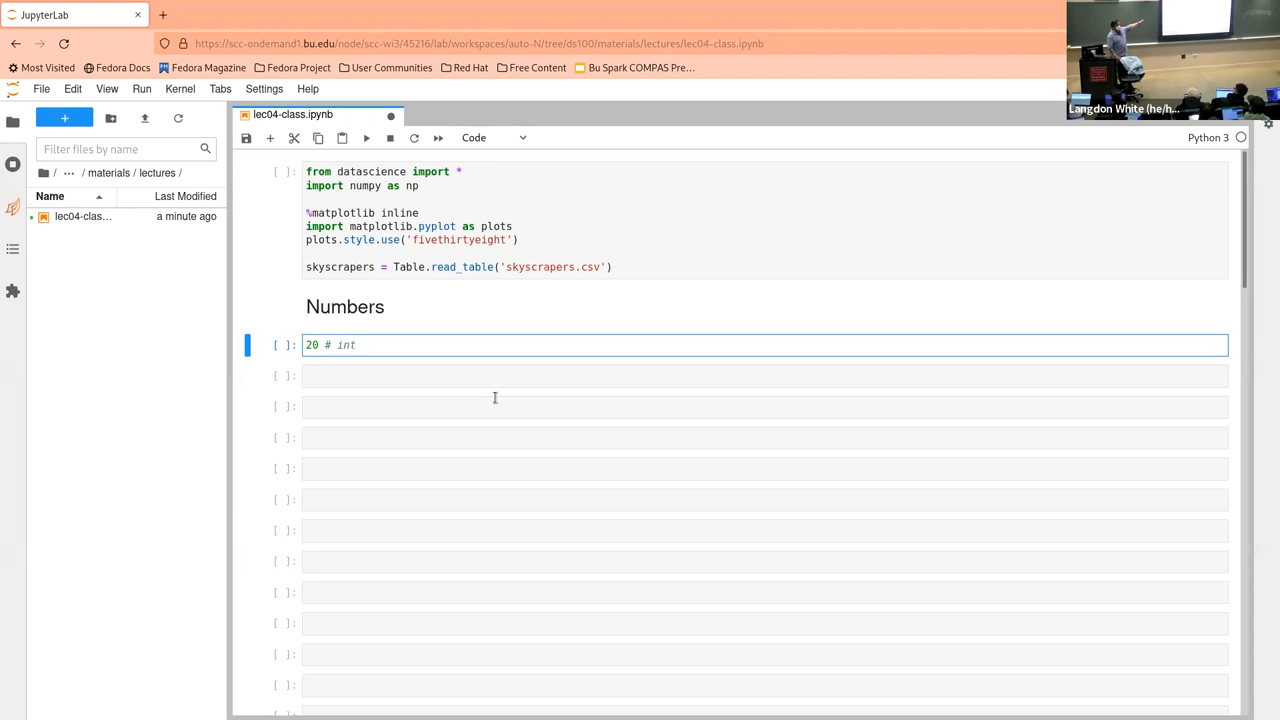 JupyterLab
https://scc-ondemand1.bu.edu/node/scc-wi3/45216/lab/workspaces/auto-N/tree/ds100/materials/lectures/lec04-class.ipynb
Most Visited Fedora Docs Fedora Magazine Fedora Project User Communities Red Hat Free Content Bu Spark COMPAS Pre...
Langdon White (he/h...
File Edit View Run Kernel Tabs Settings Help
lec04-class.ipynb
Code
Python 3
Filter files by name
/ ... / materials / lectures /
Name Last Modified
lec04-clas... a minute ago
[ ]: from datascience import *
import numpy as np
%matplotlib inline
import matplotlib.pyplot as plots
plots.style.use('fivethirtyeight')
skyscrapers = Table.read_table('skyscrapers.csv')
Numbers
[ ]: 20 # int
[ ]:
[ ]:
[ ]:
[ ]:
[ ]:
[ ]:
[ ]:
[ ]:
[ ]:
[ ]:
[ ]: